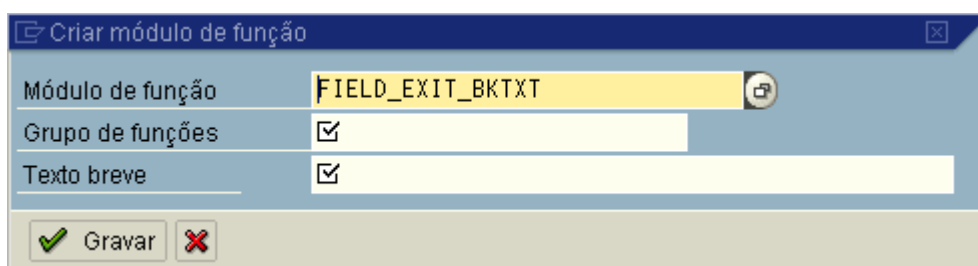 Criar módulo de função
Módulo de função FIELD_EXIT_BKTXT
Grupo de funções
Texto breve
Gravar